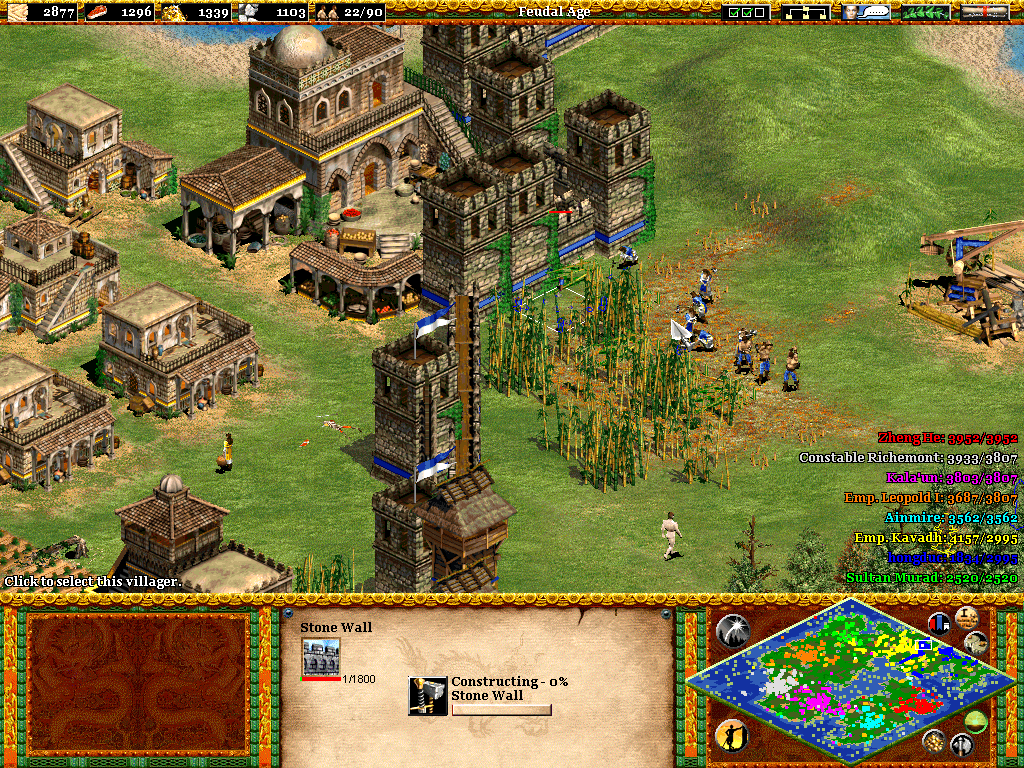 2877 1296 1339 1103 22/90 Feudal Age
Zheng He: 3952/3952
Constable Richemont: 3933/3807
Kala'un: 3803/3807
Emp. Leopold I: 3687/3807
Ainmire: 3562/3562
Emp. Kavadh: 4157/2995
Sultan Murad: 2520/2520
Click to select this villager.
Stone Wall
1/1800
Constructing - 0%
Stone Wall